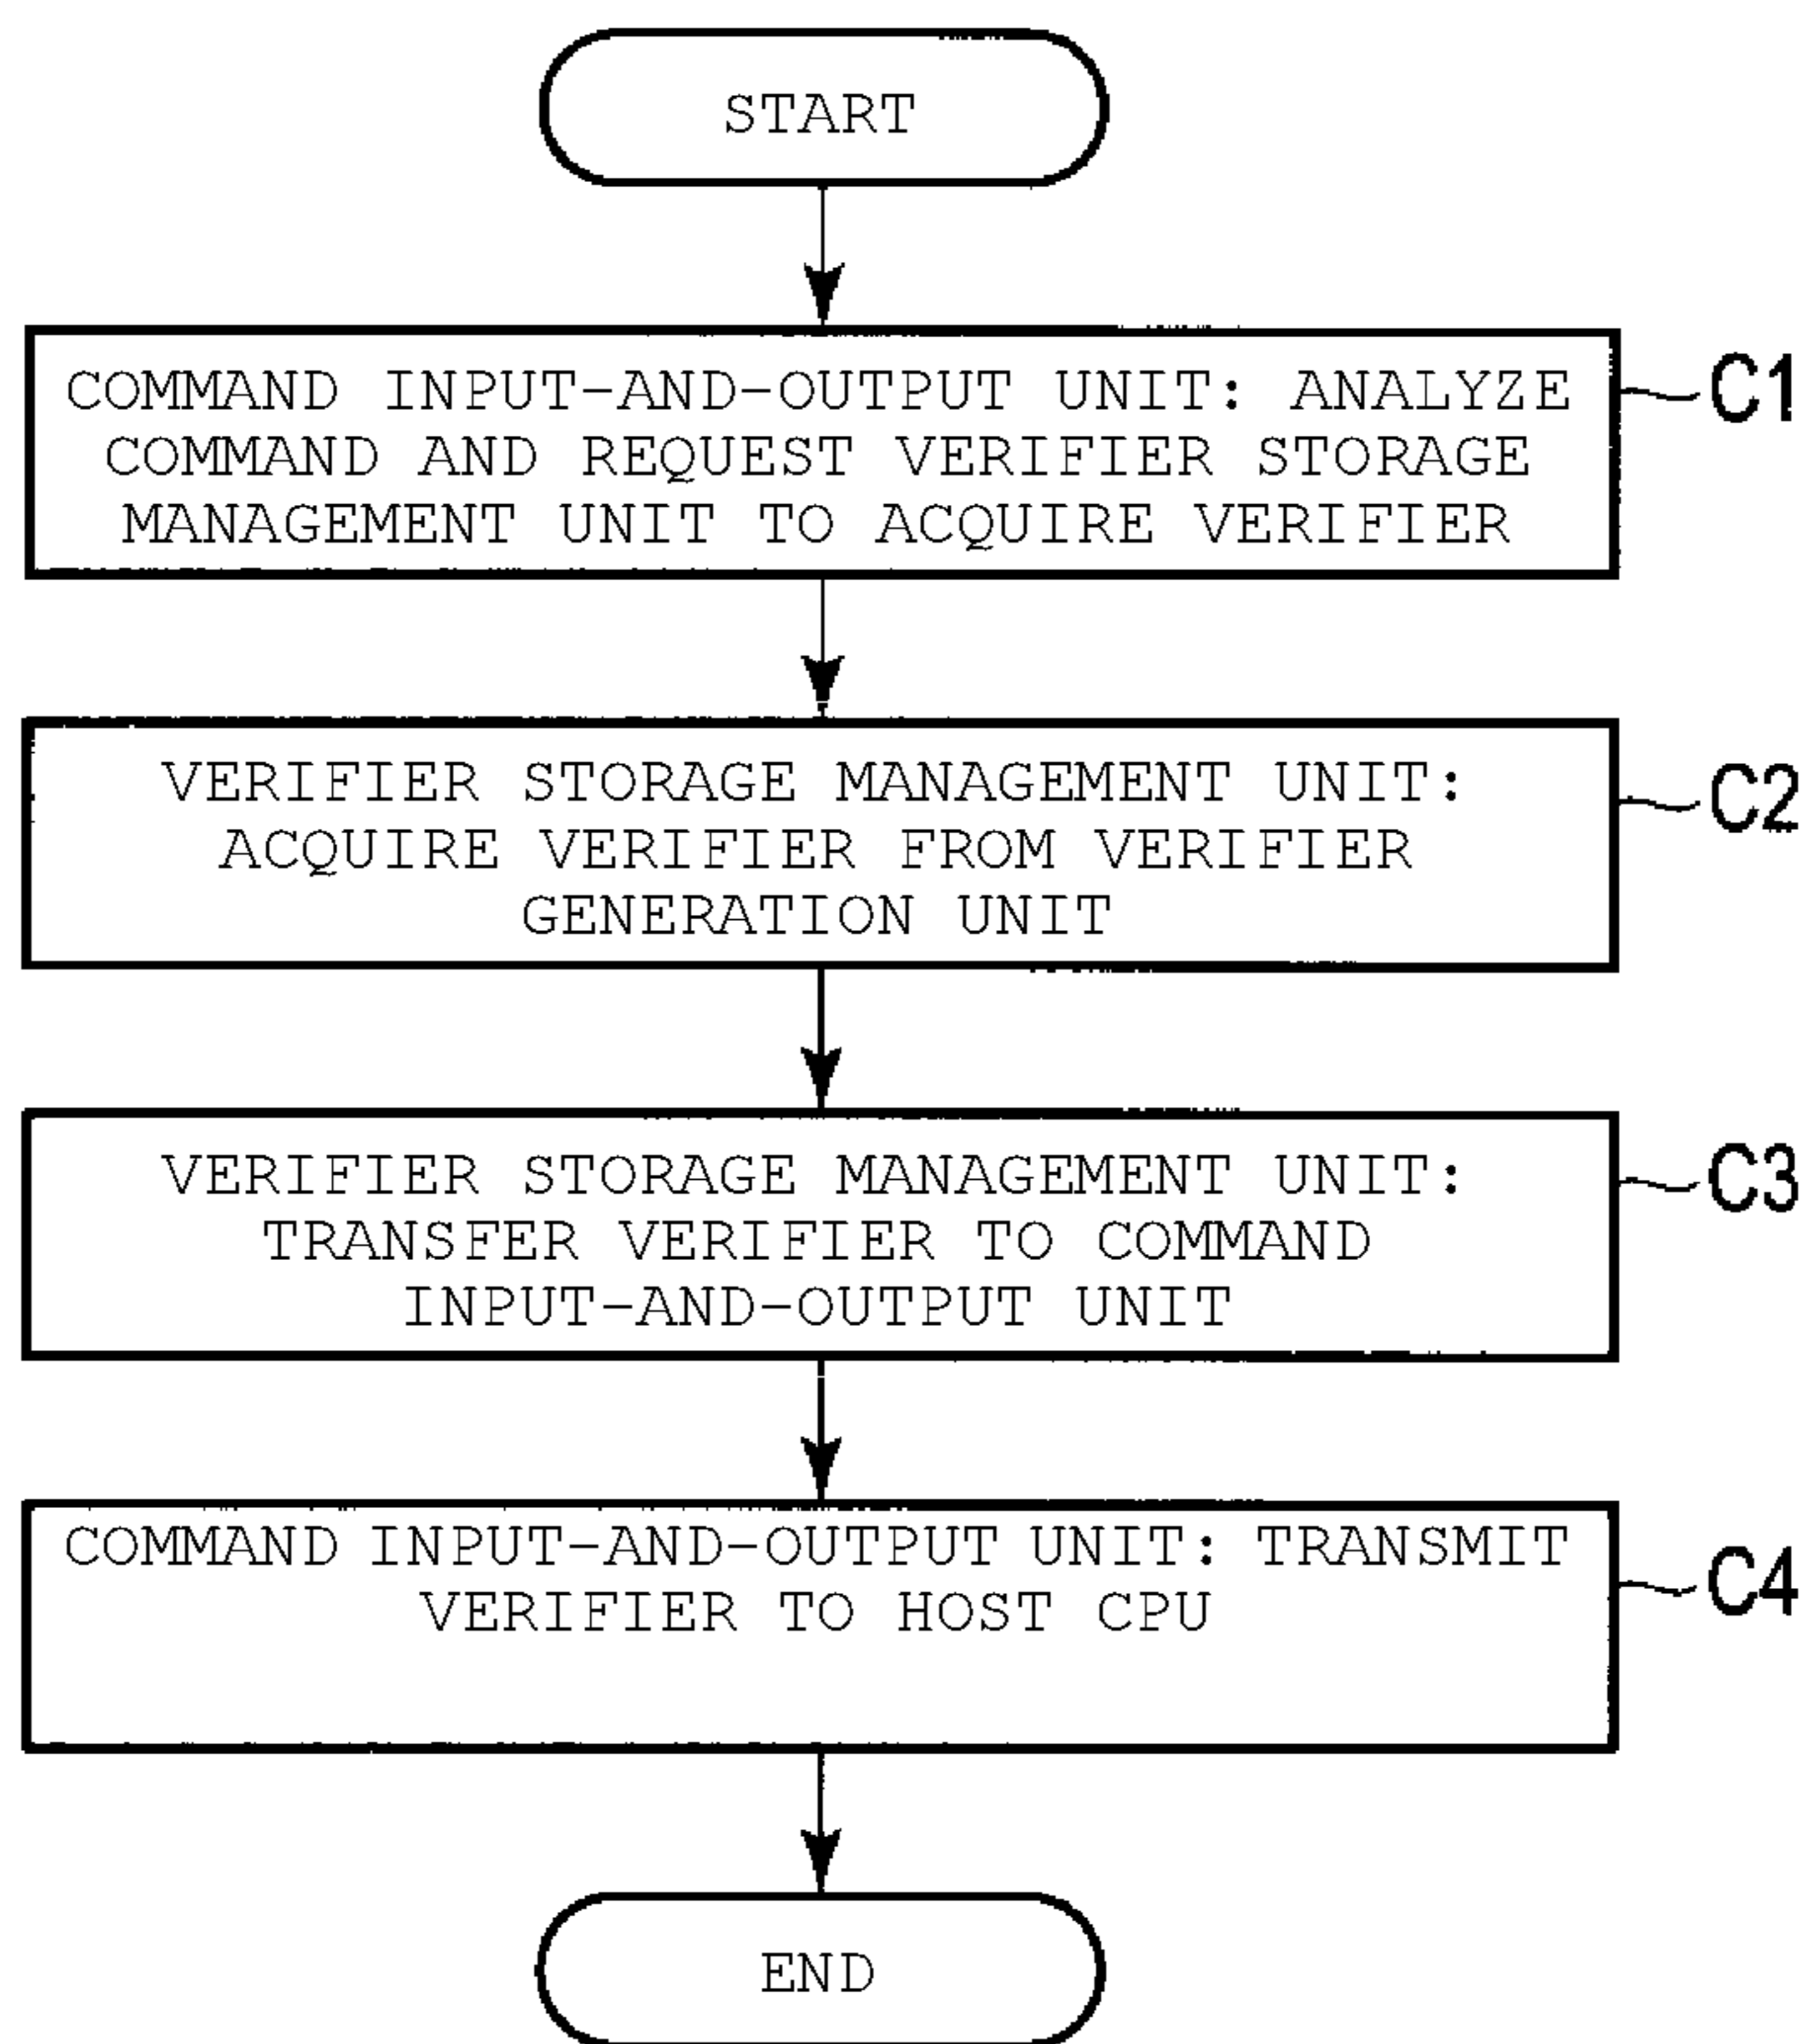 START
COMMAND INPUT-AND-OUTPUT UNIT: ANALYZE
COMMAND AND REQUEST VERIFIER STORAGE
MANAGEMENT UNIT TO ACQUIRE VERIFIER
C1
VERIFIER STORAGE MANAGEMENT UNIT:
ACQUIRE VERIFIER FROM VERIFIER
GENERATION UNIT
C2
VERIFIER STORAGE MANAGEMENT UNIT:
TRANSFER VERIFIER TO COMMAND
INPUT-AND-OUTPUT UNIT
C3
COMMAND INPUT-AND-OUTPUT UNIT: TRANSMIT
VERIFIER TO HOST CPU
C4
END